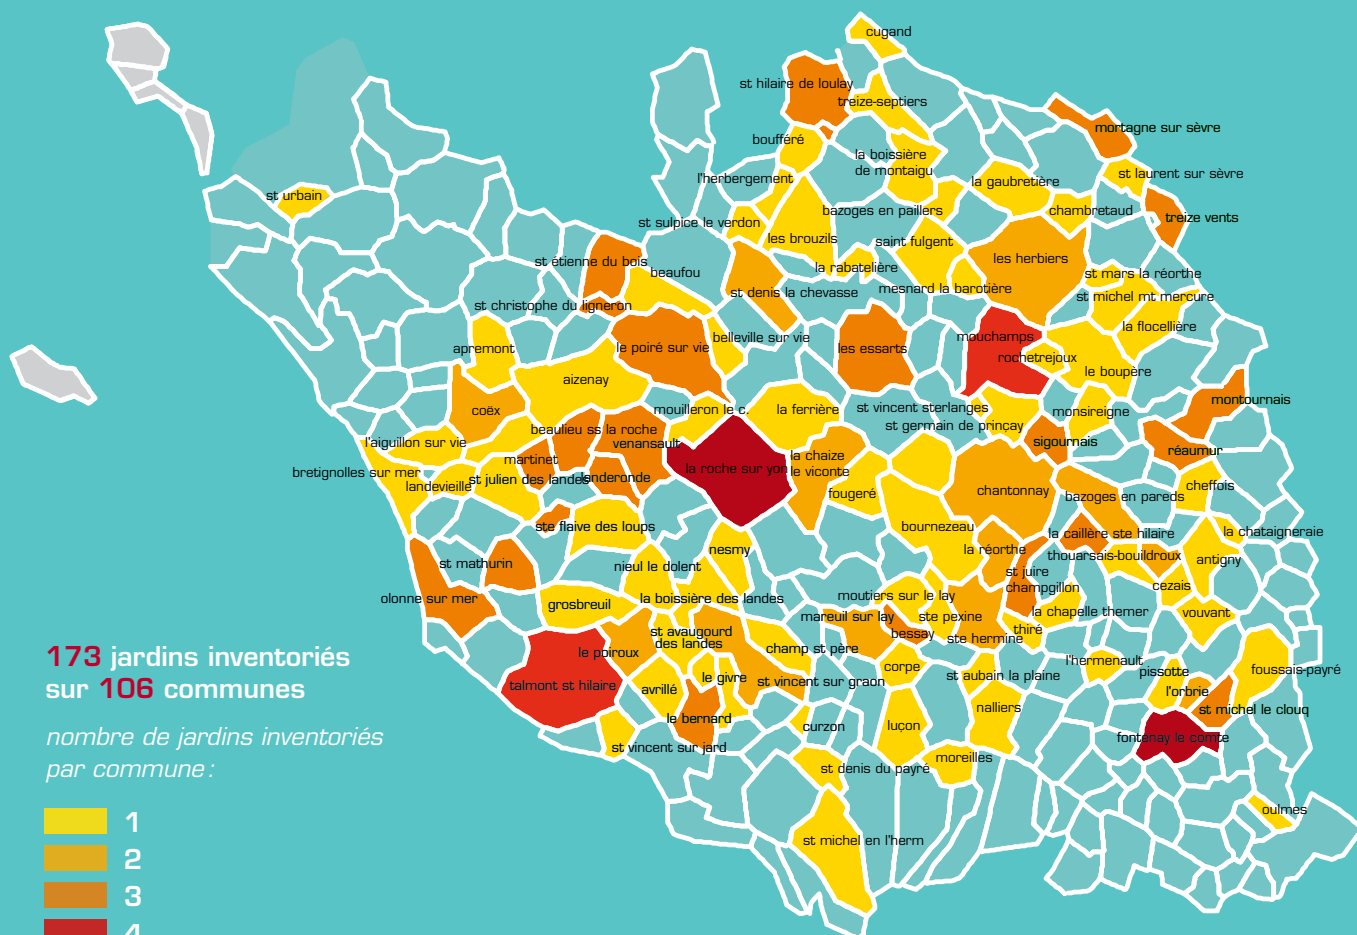 cugand
st hilaire de loulay
treize-septiers
mortagne sur sèvre
boufféré
la boissière
de montaigu
st laurent sur sèvre
l'herbergement
la gaubretière
st urbain
bazoges en paillers
chambretaud
treize vents
st sulpice le verdon
les brouzils
saint fulgent
les herbiers
st étienne du bois
beaufou
la rabatelière
st mars la réorthe
st denis la chevasse
mesnard la barotière
st michel mt mercure
st christophe du ligneron
la flocellière
belleville sur vie
mouchamps
apremont
le poiré sur vie
les essarts
rochetrejoux
le boupère
aizenay
montournais
coëx
mouilleron le c.
la ferrière
st vincent sterlanges
monsireigne
st germain de prinçay
beaulieu ss la roche
l'aiguillon sur vie
venansault
sigournais
réaumur
la chaize
le viconte
martinet
la roche sur yon
bretignolles sur mer
landevieille
st julien des landes
landeronde
fougeré
chantonnay
bazoges en pareds
cheffois
ste flaive des loups
bournezeau
la caillère ste hilaire
la chataigneraie
nesmy
la réorthe
thouarsais-bouildroux
antigny
st mathurin
nieul le dolent
st juire
champgillon
cezais
olonne sur mer
grosbreuil
la boissière des landes
moutiers sur le lay
la chapelle themer
vouvant
mareuil sur lay
ste pexine
bessay
ste hermine
thiré
st avaugourd
des landes
le poiroux
champ st père
l'hermenault
pissotte
foussais-payré
corpe
st aubain la plaine
talmont st hilaire
avrillé
le givre
st vincent sur graon
l'orbrie
st michel le clouq
le bernard
nalliers
curzon
luçon
fontenay le comte
st vincent sur jard
moreilles
st denis du payré
oulmes
st michel en l'herm
173 jardins inventoriés
sur 106 communes
nombre de jardins inventoriés
par commune :
1
2
3
4